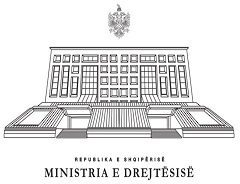 REPUBLIKA E SHQIPËRISË
MINISTRIA E DREJTËSISË